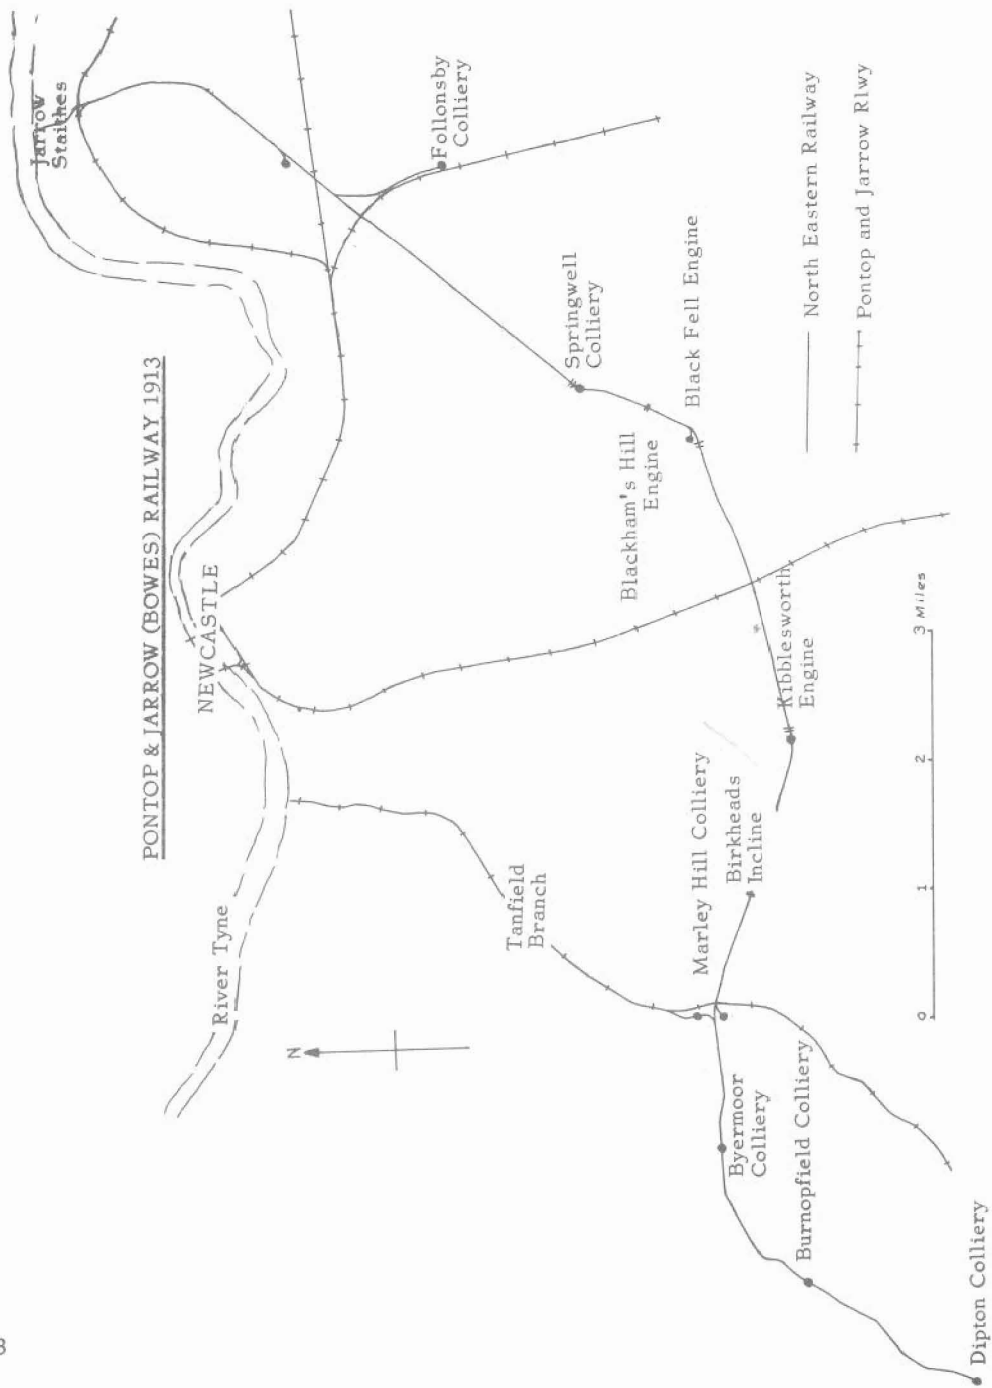 PONTOP & JARROW (BOWES) RAILWAY 1913
Jarrow
Staithes
River Tyne
NEWCASTLE
N
Follonsby
Colliery
Tanfield
Branch
Springwell
Colliery
Blackham's Hill
Engine
Black Fell Engine
Marley Hill Colliery
Birkheads
Incline
Kibblesworth
Engine
Byermoor
Colliery
Burnopfield Colliery
Dipton Colliery
North Eastern Railway
Pontop and Jarrow Rlwy
0 1 2 3 Miles